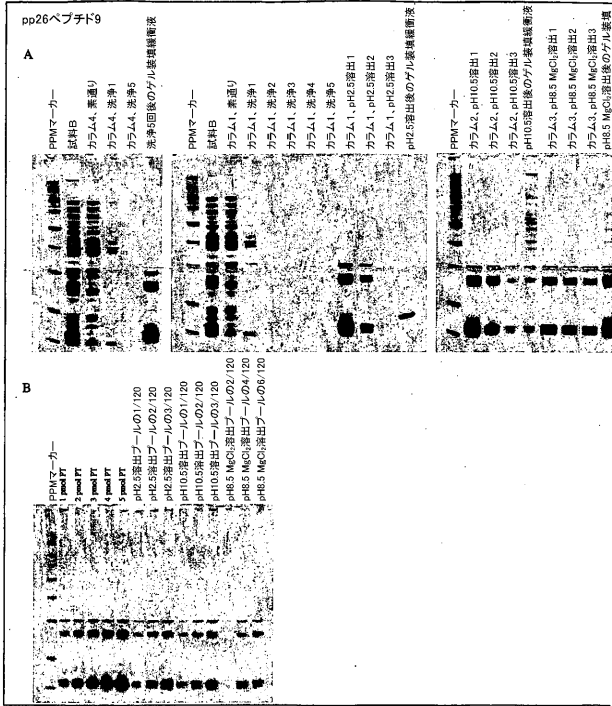 pp26ペプチド9
A
PPMマーカー
試料B
カラム4、素通り
カラム4、洗浄1
カラム4、洗浄5
洗浄5回後のゲル装填緩衝液
PPMマーカー
試料B
カラム1、素通り
カラム1、洗浄1
カラム1、洗浄2
カラム1、洗浄3
カラム1、洗浄4
カラム1、洗浄5
カラム1、pH2.5溶出1
カラム1、pH2.5溶出2
カラム1、pH2.5溶出3
pH2.5溶出後のゲル装填緩衝液
PPMマーカー
カラム2、pH10.5溶出1
カラム2、pH10.5溶出2
カラム2、pH10.5溶出3
pH10.5溶出後のゲル装填緩衝液
カラム3、pH8.5 MgCl₂溶出1
カラム3、pH8.5 MgCl₂溶出2
カラム3、pH8.5 MgCl₂溶出3
pH8.5 MgCl₂溶出後のゲル装填
B
PPMマーカー
1 pmol PT
2 pmol PT
3 pmol PT
4 pmol PT
5 pmol PT
pH2.5溶出プールの1/120
pH2.5溶出プールの2/120
pH2.5溶出プールの3/120
pH10.5溶出プールの1/120
pH10.5溶出プールの2/120
pH10.5溶出プールの3/120
pH8.5 MgCl₂溶出プールの2/120
pH8.5 MgCl₂溶出プールの4/120
pH8.5 MgCl₂溶出プールの6/120